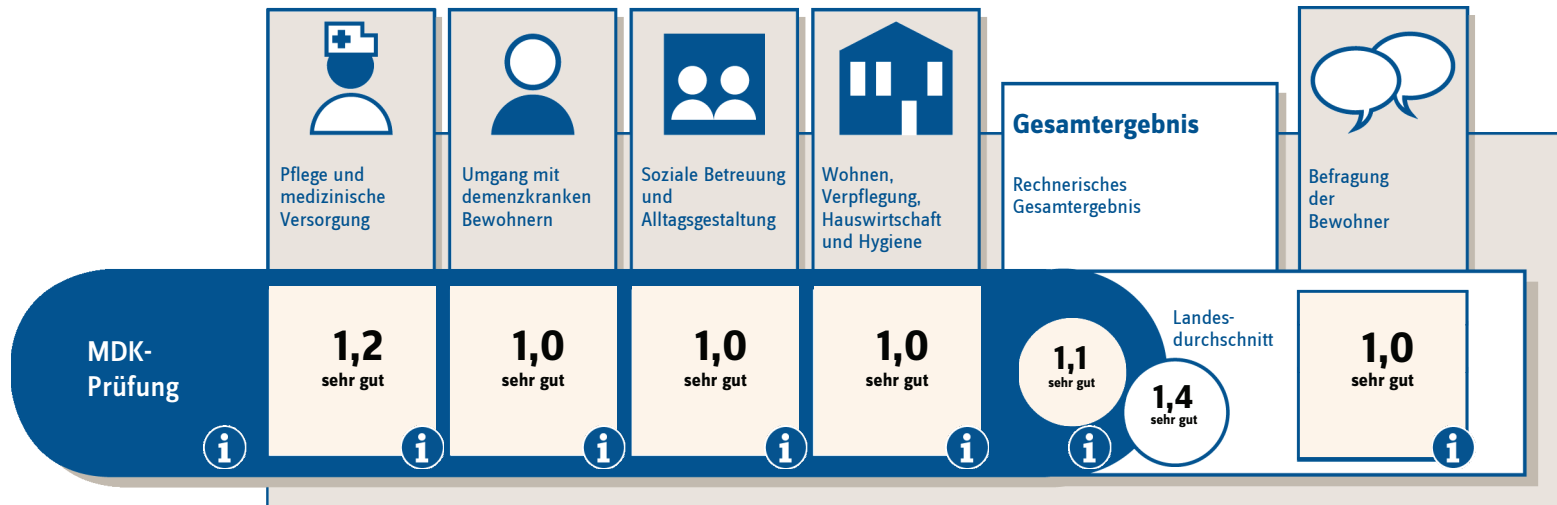 Pflege und
medizinische
Versorgung
Umgang mit
demenzkranken
Bewohnern
Soziale Betreuung
und
Alltagsgestaltung
Wohnen,
Verpflegung,
Hauswirtschaft
und Hygiene
Gesamtergebnis
Rechnerisches
Gesamtergebnis
Befragung
der
Bewohner
MDK-
Prüfung
i
1,2
sehr gut
i
1,0
sehr gut
i
1,0
sehr gut
i
1,0
sehr gut
i
1,1
sehr gut
i
Landes-
durchschnitt
1,4
sehr gut
1,0
sehr gut
i